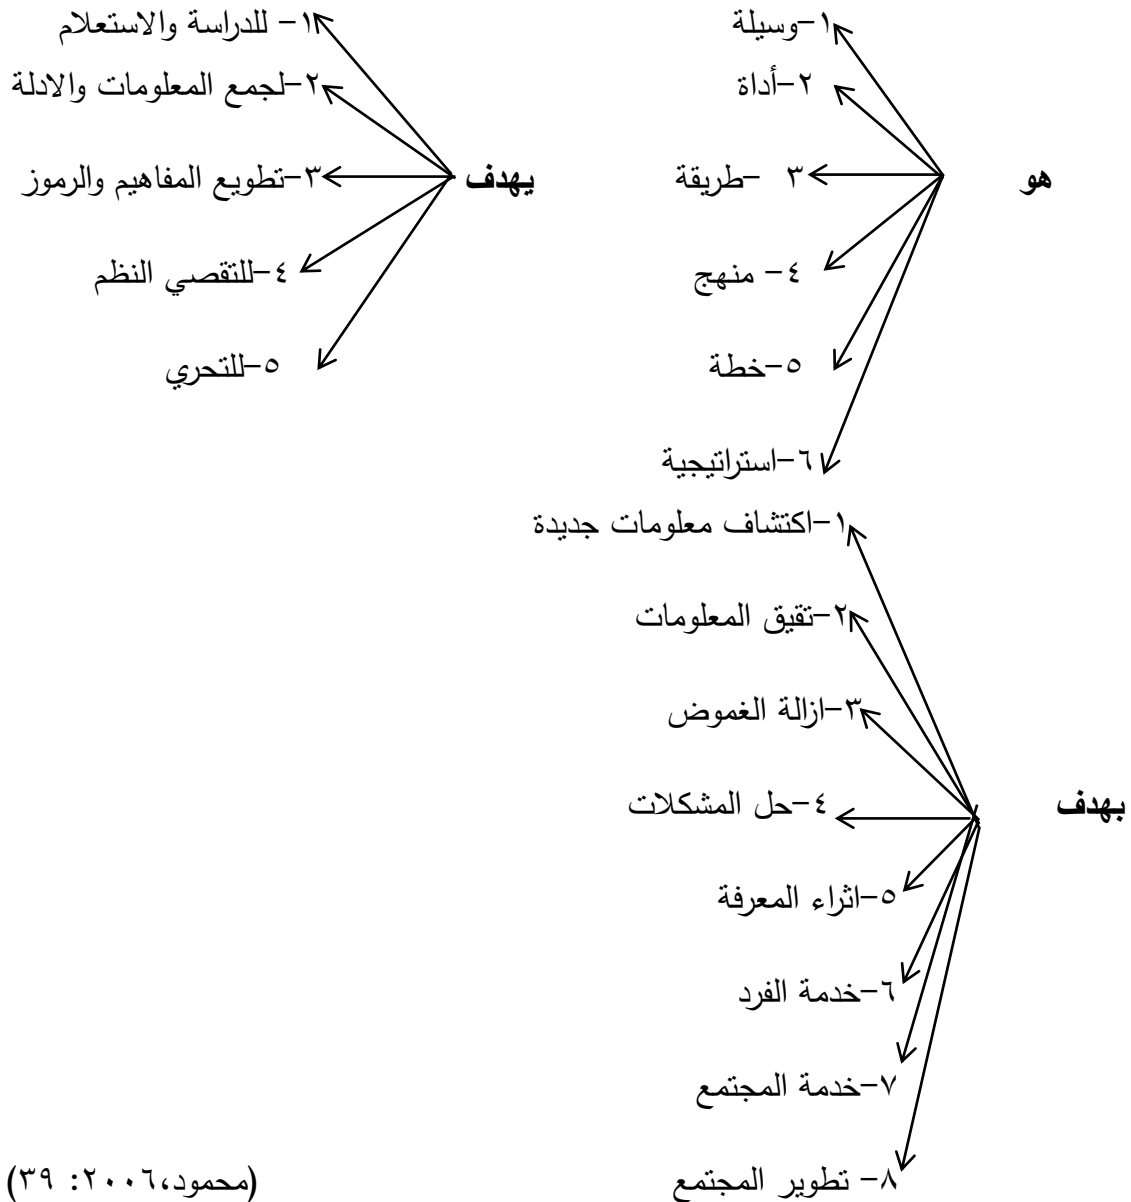 هو
١-وسيلة
٢-أداة
٣ -طريقة
٤- منهج
٥-خطة
٦-استراتيجية
يهدف
١- للدراسة والاستعلام
٢-لجمع المعلومات والادلة
٣-تطويع المفاهيم والرموز
٤-للتقصي النظم
٥-للتحري
بهدف
١-اكتشاف معلومات جديدة
٢-تقيق المعلومات
٣-ازالة الغموض
٤-حل المشكلات
٥-اثراء المعرفة
٦-خدمة الفرد
٧-خدمة المجتمع
٨- تطوير المجتمع
(محمود،٢٠٠٦: ٣٩)